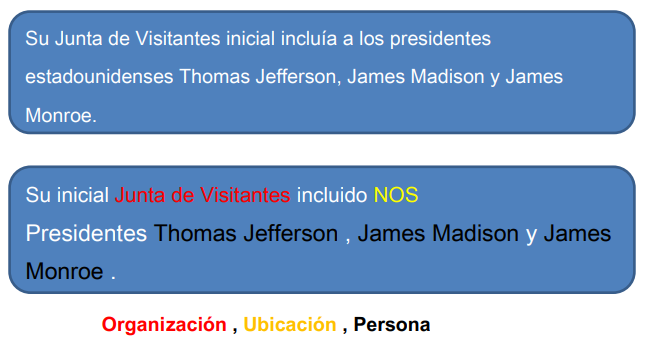 Su Junta de Visitantes inicial incluía a los presidentes
estadounidenses Thomas Jefferson, James Madison y James
Monroe.
Su inicial Junta de Visitantes incluido NOS
Presidentes Thomas Jefferson , James Madison y James
Monroe .
Organización , Ubicación , Persona